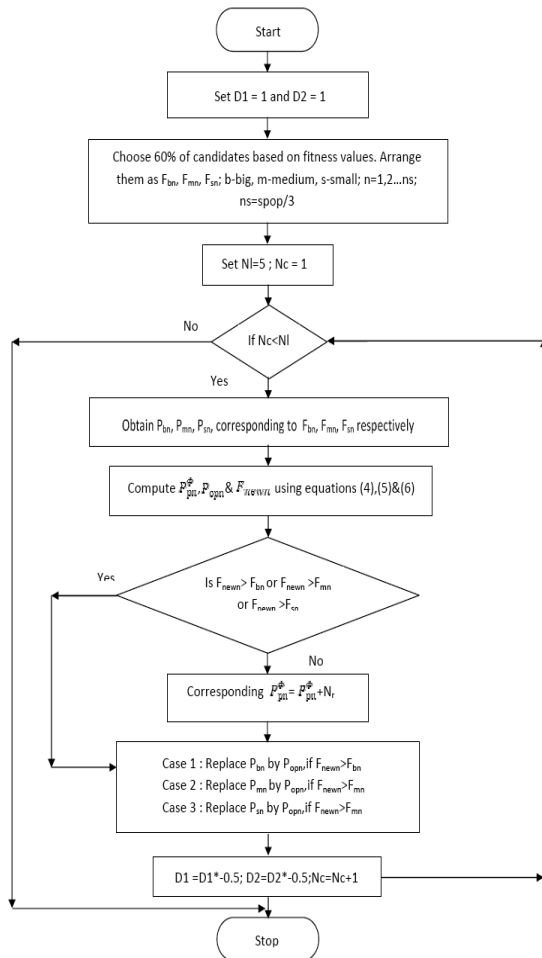 Start
Set D1 = 1 and D2 = 1
Choose 60% of candidates based on fitness values. Arrange
them as Fbn, Fmn, Fsn; b-big, m-medium, s-small; n=1,2...ns;
ns=spop/3
Set Nl=5 ; Nc = 1
No
If Nc<Nl
Yes
Obtain Pbn, Pmn, Psn, corresponding to Fbn, Fmn, Fsn respectively
Compute P^Φpn, Popn & Fnewn using equations (4),(5)&(6)
Yes
Is Fnewn> Fbn or Fnewn >Fmn
or Fnewn >Fsn
No
Corresponding P^Φpn= P^Φpn+Nr
Case 1 : Replace Pbn by Popn,if Fnewn>Fbn
Case 2 : Replace Pmn by Popn,if Fnewn>Fmn
Case 3 : Replace Psn by Popn,if Fnewn>Fmn
D1 =D1*-0.5; D2=D2*-0.5;Nc=Nc+1
Stop